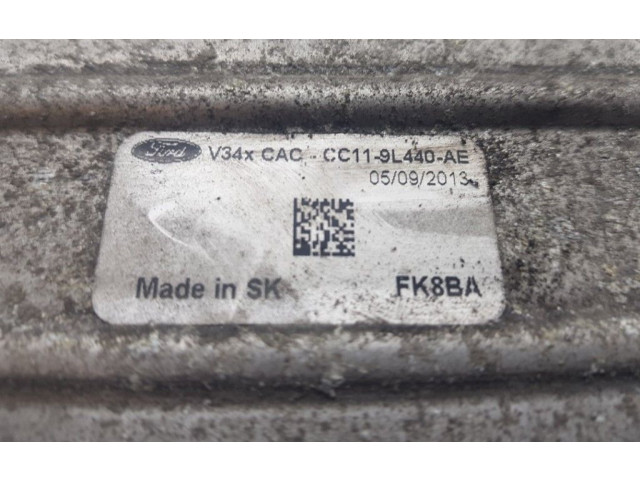 Ford V34x CAC - CC11-9L440-AE
05/09/2013
Made in SK FK8BA